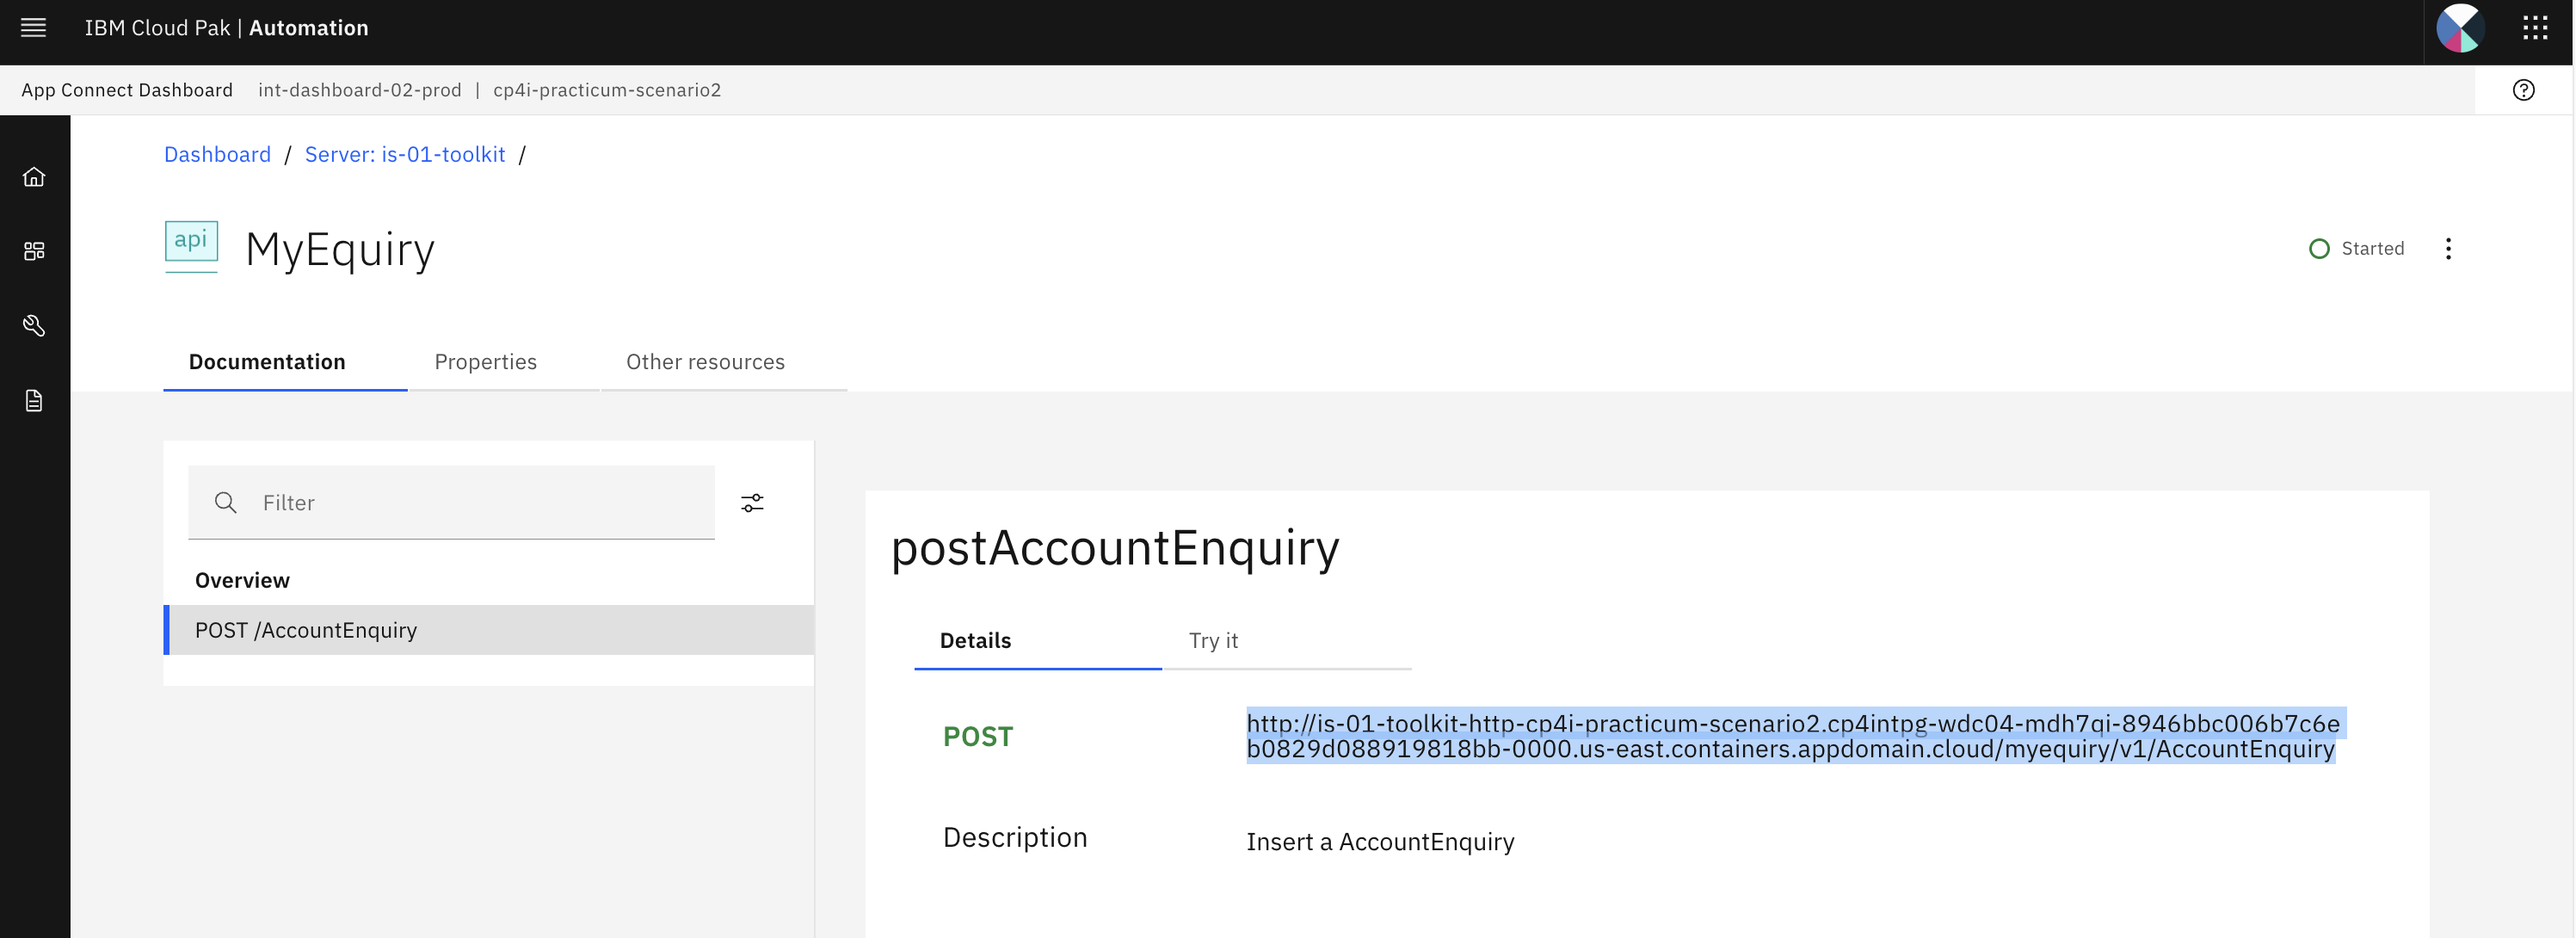 IBM Cloud Pak | Automation
App Connect Dashboard int-dashboard-02-prod | cp4i-practicum-scenario2
Dashboard / Server: is-01-toolkit /
api MyEquiry
Started
Documentation Properties Other resources
Filter
Overview
POST /AccountEnquiry
postAccountEnquiry
Details Try it
POST http://is-01-toolkit-http-cp4i-practicum-scenario2.cp4intpg-wdc04-mdh7qi-8946bbc006b7c6e
b0829d088919818bb-0000.us-east.containers.appdomain.cloud/myequiry/v1/AccountEnquiry
Description Insert a AccountEnquiry